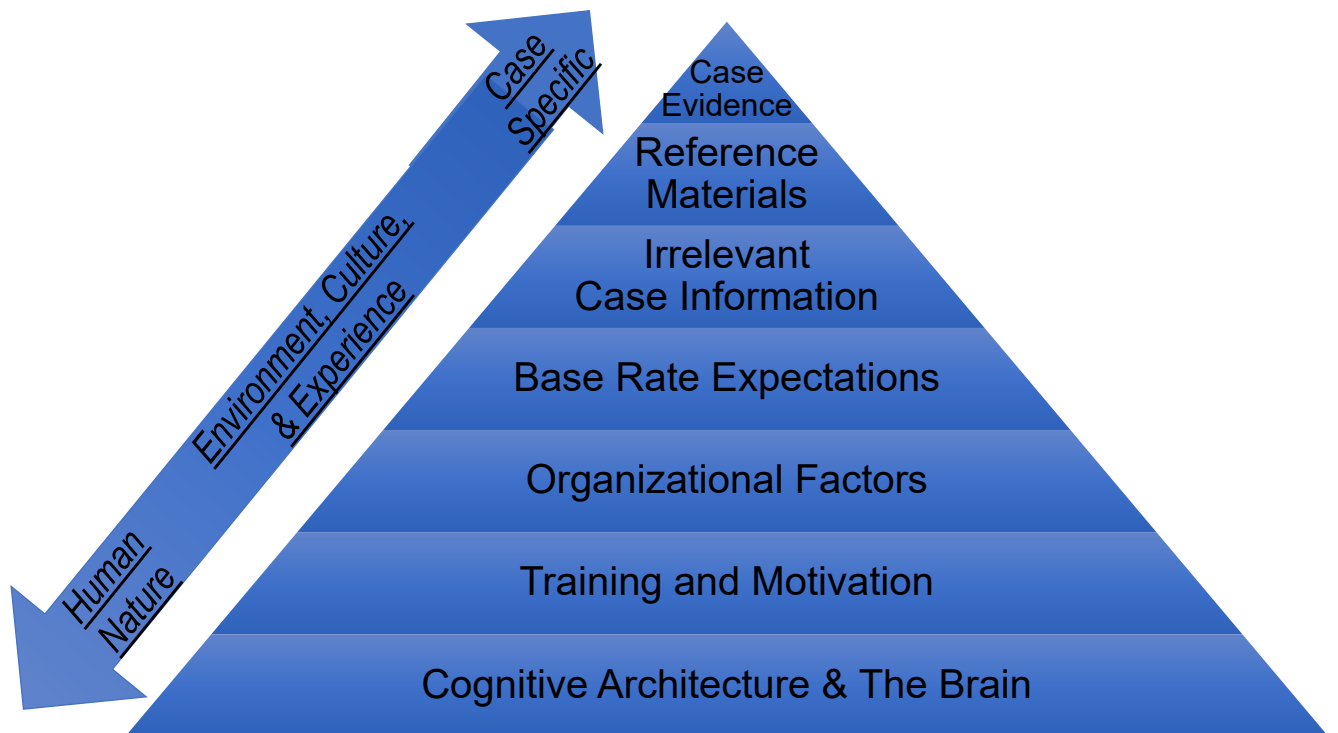 Case
Specific
Environment, Culture,
& Experience
Human
Nature
Case
Evidence
Reference
Materials
Irrelevant
Case Information
Base Rate Expectations
Organizational Factors
Training and Motivation
Cognitive Architecture & The Brain